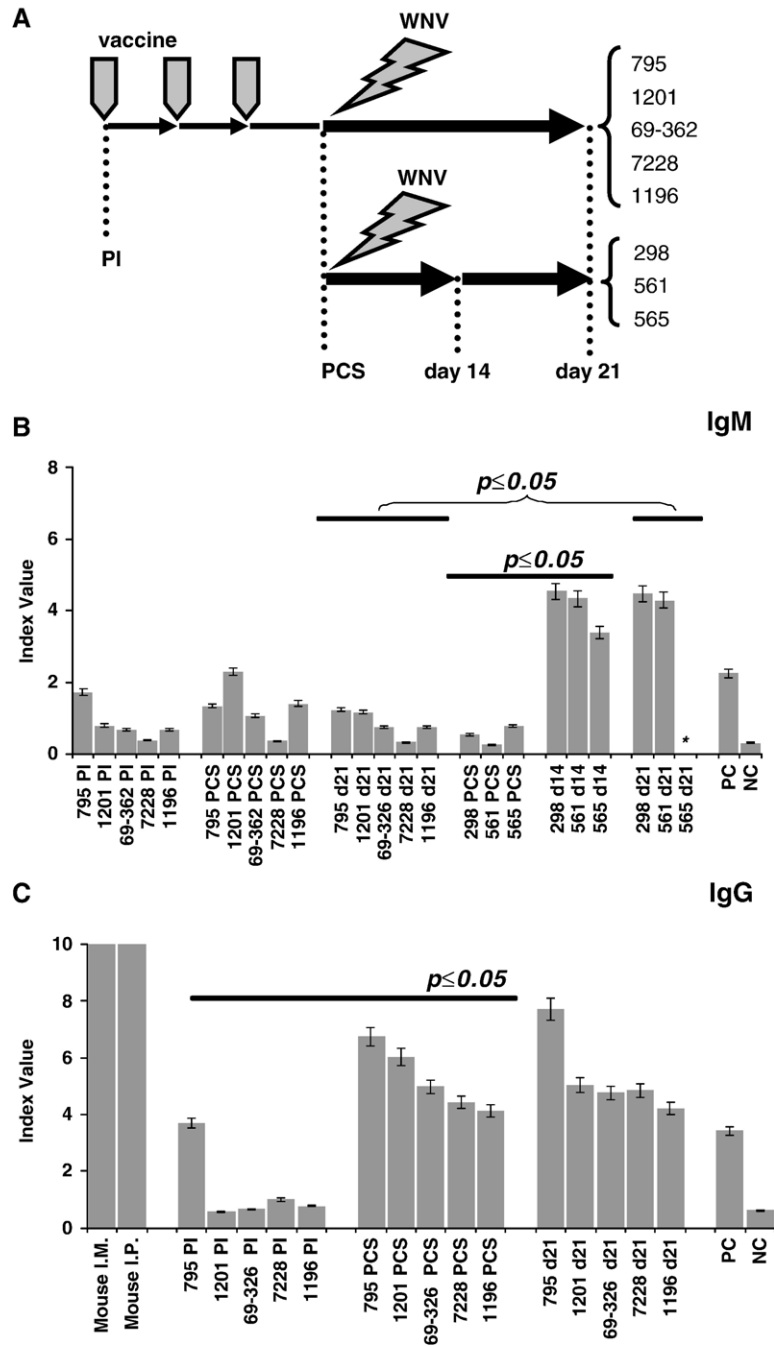 A
vaccine
WNV
795
1201
69-362
7228
1196
WNV
298
561
565
PI
PCS
day 14
day 21
B
IgM
Index Value
8
6
4
2
0
p≤0.05
p≤0.05
*
795 PI
1201 PI
69-362 PI
7228 PI
1196 PI
795 PCS
1201 PCS
69-362 PCS
7228 PCS
1196 PCS
795 d21
1201 d21
69-326 d21
7228 d21
1196 d21
298 PCS
561 PCS
565 PCS
298 d14
561 d14
565 d14
298 d21
561 d21
565 d21
PC
NC
C
IgG
Index Value
10
8
6
4
2
0
p≤0.05
Mouse I.M.
Mouse I.P.
795 PI
1201 PI
69-326 PI
7228 PI
1196 PI
795 PCS
1201 PCS
69-326 PCS
7228 PCS
1196 PCS
795 d21
1201 d21
69-326 d21
7228 d21
1196 d21
PC
NC